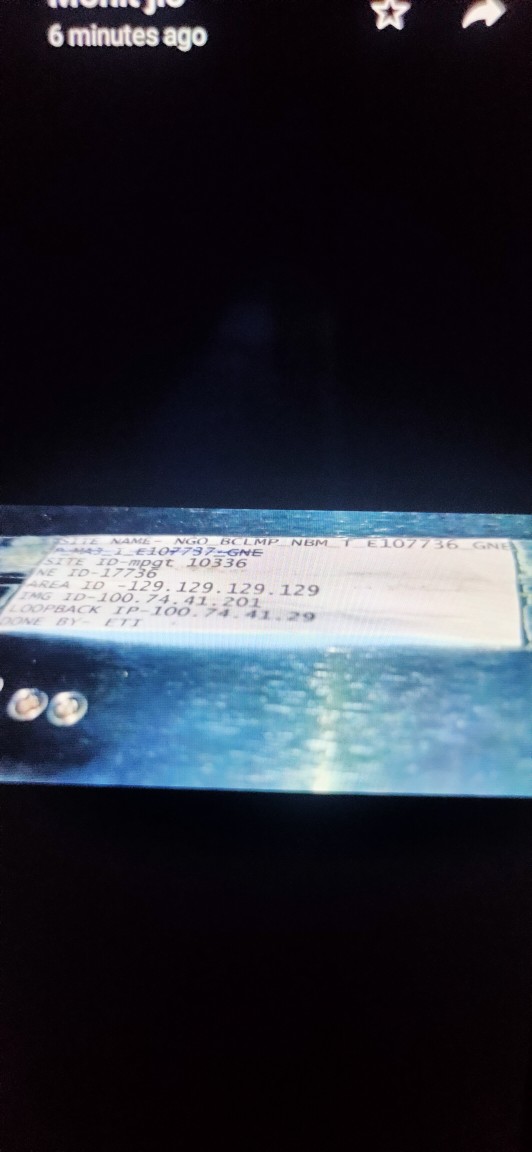 6 minutes ago
SITE NAME- NGO_BCLMP_NBM_T_E107736_GNE
1 E107737-GNE
SITE ID-mpgt 10336
NE ID-17736
AREA ID -129.129.129.129
IMG ID-100.74.41.201
LOOPBACK IP-100.74.41.29
DONE BY- ETI